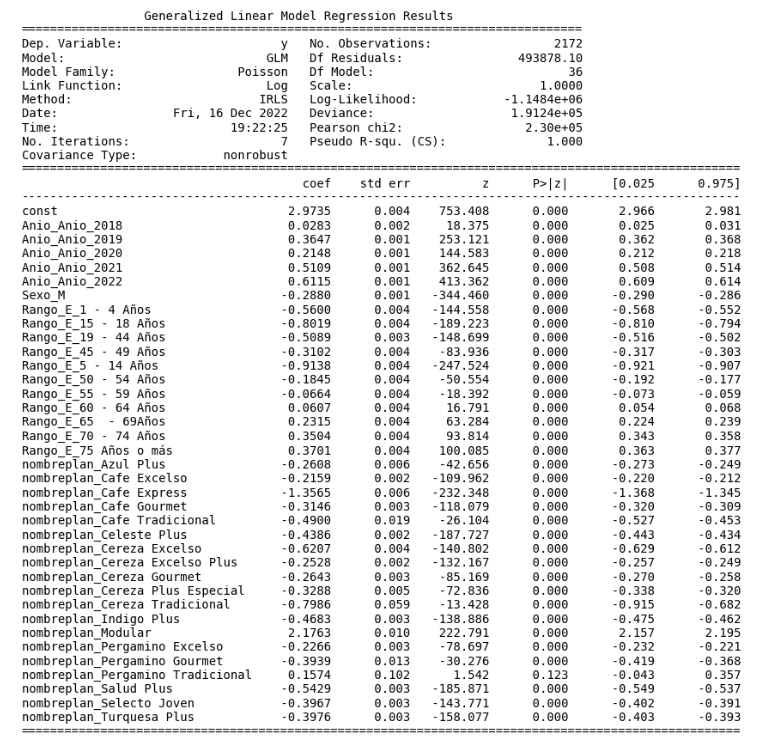 Generalized Linear Model Regression Results
==============================================================================
Dep. Variable: y No. Observations: 2172
Model: GLM Df Residuals: 493878.10
Model Family: Poisson Df Model: 36
Link Function: Log Scale: 1.0000
Method: IRLS Log-Likelihood: -1.1484e+06
Date: Fri, 16 Dec 2022 Deviance: 1.9124e+05
Time: 19:22:25 Pearson chi2: 2.30e+05
No. Iterations: 7 Pseudo R-squ. (CS): 1.000
Covariance Type: nonrobust
==============================================================================
coef std err z P>|z| [0.025 0.975]
------------------------------------------------------------------------------
const 2.9735 0.004 753.408 0.000 2.966 2.981
Anio_Anio_2018 0.0283 0.002 18.375 0.000 0.025 0.031
Anio_Anio_2019 0.3647 0.001 253.121 0.000 0.362 0.368
Anio_Anio_2020 0.2148 0.001 144.583 0.000 0.212 0.218
Anio_Anio_2021 0.5109 0.001 362.645 0.000 0.508 0.514
Anio_Anio_2022 0.6115 0.001 413.362 0.000 0.609 0.614
Sexo_M -0.2880 0.001 -344.460 0.000 -0.290 -0.286
Rango_E_1 - 4 Años -0.5600 0.004 -144.558 0.000 -0.568 -0.552
Rango_E_15 - 18 Años -0.8019 0.004 -189.223 0.000 -0.810 -0.794
Rango_E_19 - 44 Años -0.5089 0.003 -148.699 0.000 -0.516 -0.502
Rango_E_45 - 49 Años -0.3102 0.004 -83.936 0.000 -0.317 -0.303
Rango_E_5 - 14 Años -0.9138 0.004 -247.524 0.000 -0.921 -0.907
Rango_E_50 - 54 Años -0.1845 0.004 -50.554 0.000 -0.192 -0.177
Rango_E_55 - 59 Años -0.0664 0.004 -18.392 0.000 -0.073 -0.059
Rango_E_60 - 64 Años 0.0607 0.004 16.791 0.000 0.054 0.068
Rango_E_65  - 69Años 0.2315 0.004 63.284 0.000 0.224 0.239
Rango_E_70 - 74 Años 0.3504 0.004 93.814 0.000 0.343 0.358
Rango_E_75 Años o más 0.3701 0.004 100.085 0.000 0.363 0.377
nombreplan_Azul Plus -0.2608 0.006 -42.656 0.000 -0.273 -0.249
nombreplan_Cafe Excelso -0.2159 0.002 -109.962 0.000 -0.220 -0.212
nombreplan_Cafe Express -1.3565 0.006 -232.348 0.000 -1.368 -1.345
nombreplan_Cafe Gourmet -0.3146 0.003 -118.079 0.000 -0.320 -0.309
nombreplan_Cafe Tradicional -0.4900 0.019 -26.104 0.000 -0.527 -0.453
nombreplan_Celeste Plus -0.4386 0.002 -187.727 0.000 -0.443 -0.434
nombreplan_Cereza Excelso -0.6207 0.004 -140.802 0.000 -0.629 -0.612
nombreplan_Cereza Excelso Plus -0.2528 0.002 -132.167 0.000 -0.257 -0.249
nombreplan_Cereza Gourmet -0.2643 0.003 -85.169 0.000 -0.270 -0.258
nombreplan_Cereza Plus Especial -0.3288 0.005 -72.836 0.000 -0.338 -0.320
nombreplan_Cereza Tradicional -0.7986 0.059 -13.428 0.000 -0.915 -0.682
nombreplan_Indigo Plus -0.4683 0.003 -138.886 0.000 -0.475 -0.462
nombreplan_Modular 2.1763 0.010 222.791 0.000 2.157 2.195
nombreplan_Pergamino Excelso -0.2266 0.003 -78.697 0.000 -0.232 -0.221
nombreplan_Pergamino Gourmet -0.3939 0.013 -30.276 0.000 -0.419 -0.368
nombreplan_Pergamino Tradicional 0.1574 0.102 1.542 0.123 -0.043 0.357
nombreplan_Salud Plus -0.5429 0.003 -185.871 0.000 -0.549 -0.537
nombreplan_Selecto Joven -0.3967 0.003 -143.771 0.000 -0.402 -0.391
nombreplan_Turquesa Plus -0.3976 0.003 -158.077 0.000 -0.403 -0.393
==============================================================================